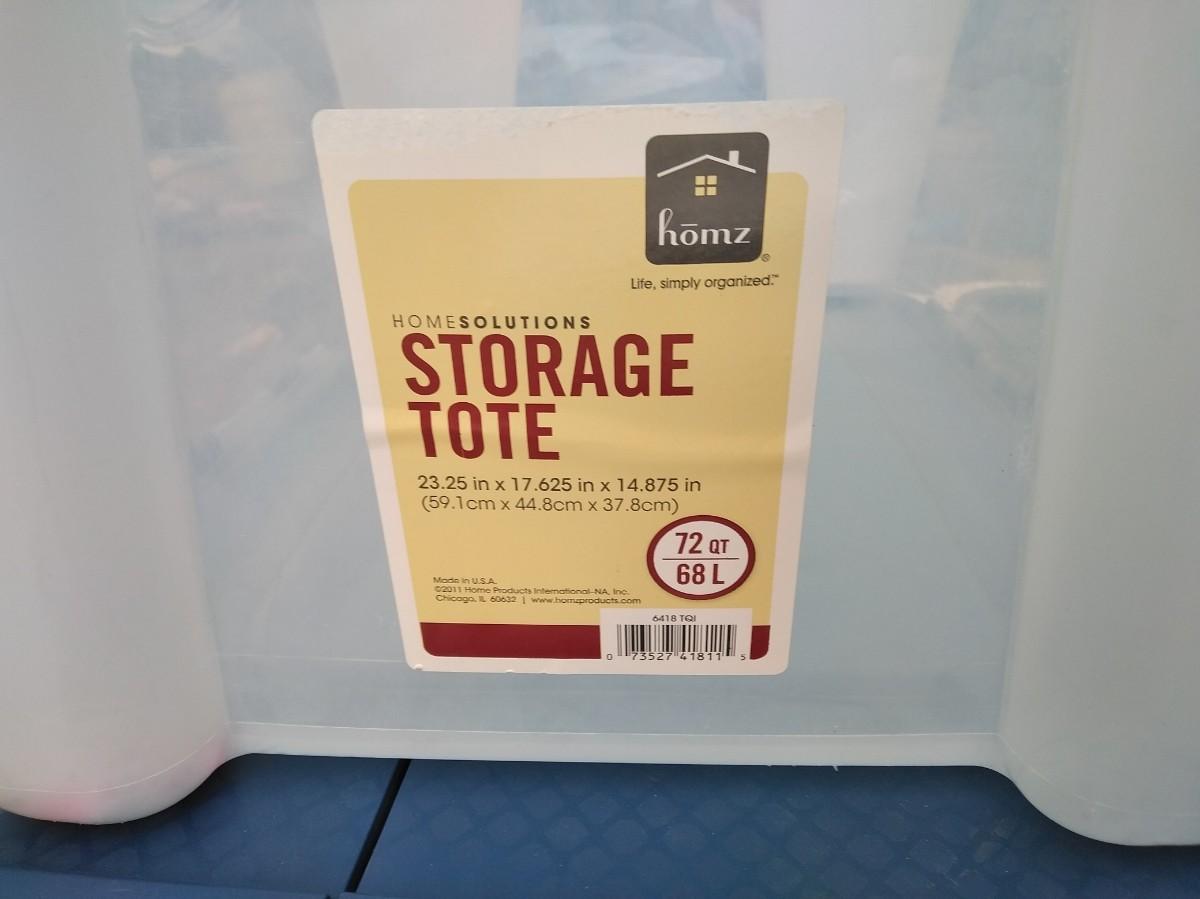 hōmz®
Life, simply organized.™
HOMESOLUTIONS
STORAGE
TOTE
23.25 in x 17.625 in x 14.875 in
(59.1cm x 44.8cm x 37.8cm)
72 QT
68 L
Made in U.S.A.
©2011 Home Products International-NA, Inc.
Chicago, IL 60632 | www.homzproducts.com
6418 TQI
0 73527 41811 5